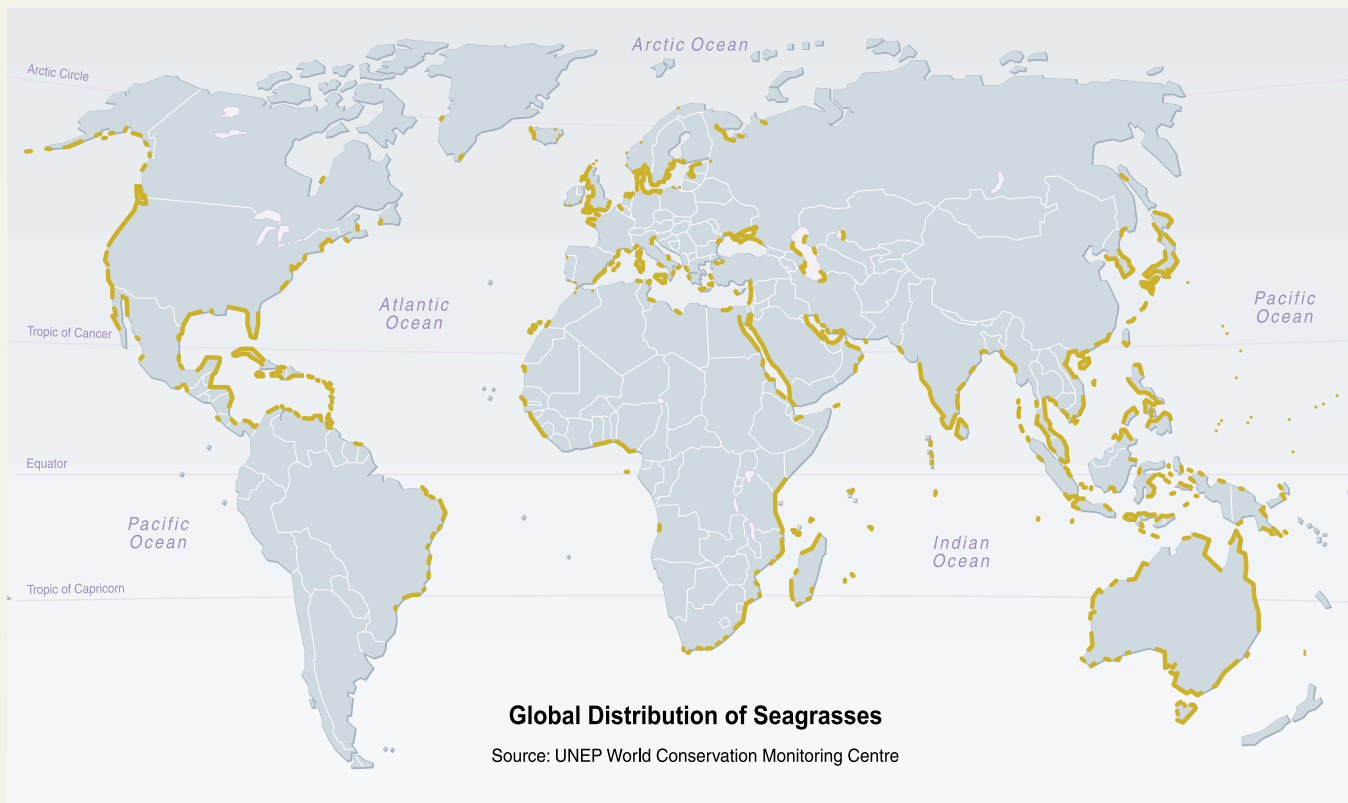 Arctic Ocean
Arctic Circle
Atlantic
Ocean
Pacific
Ocean
Tropic of Cancer
Equator
Pacific
Ocean
Indian
Ocean
Tropic of Capricorn
Global Distribution of Seagrasses
Source: UNEP World Conservation Monitoring Centre